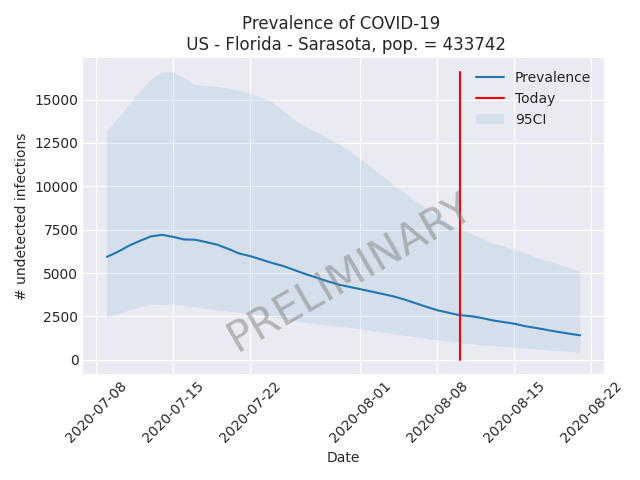 Prevalence of COVID-19
US - Florida - Sarasota, pop. = 433742
# undetected infections
15000
12500
10000
7500
5000
2500
0
Prevalence
Today
95CI
PRELIMINARY
2020-07-08
2020-07-15
2020-07-22
2020-08-01
2020-08-08
2020-08-15
2020-08-22
Date